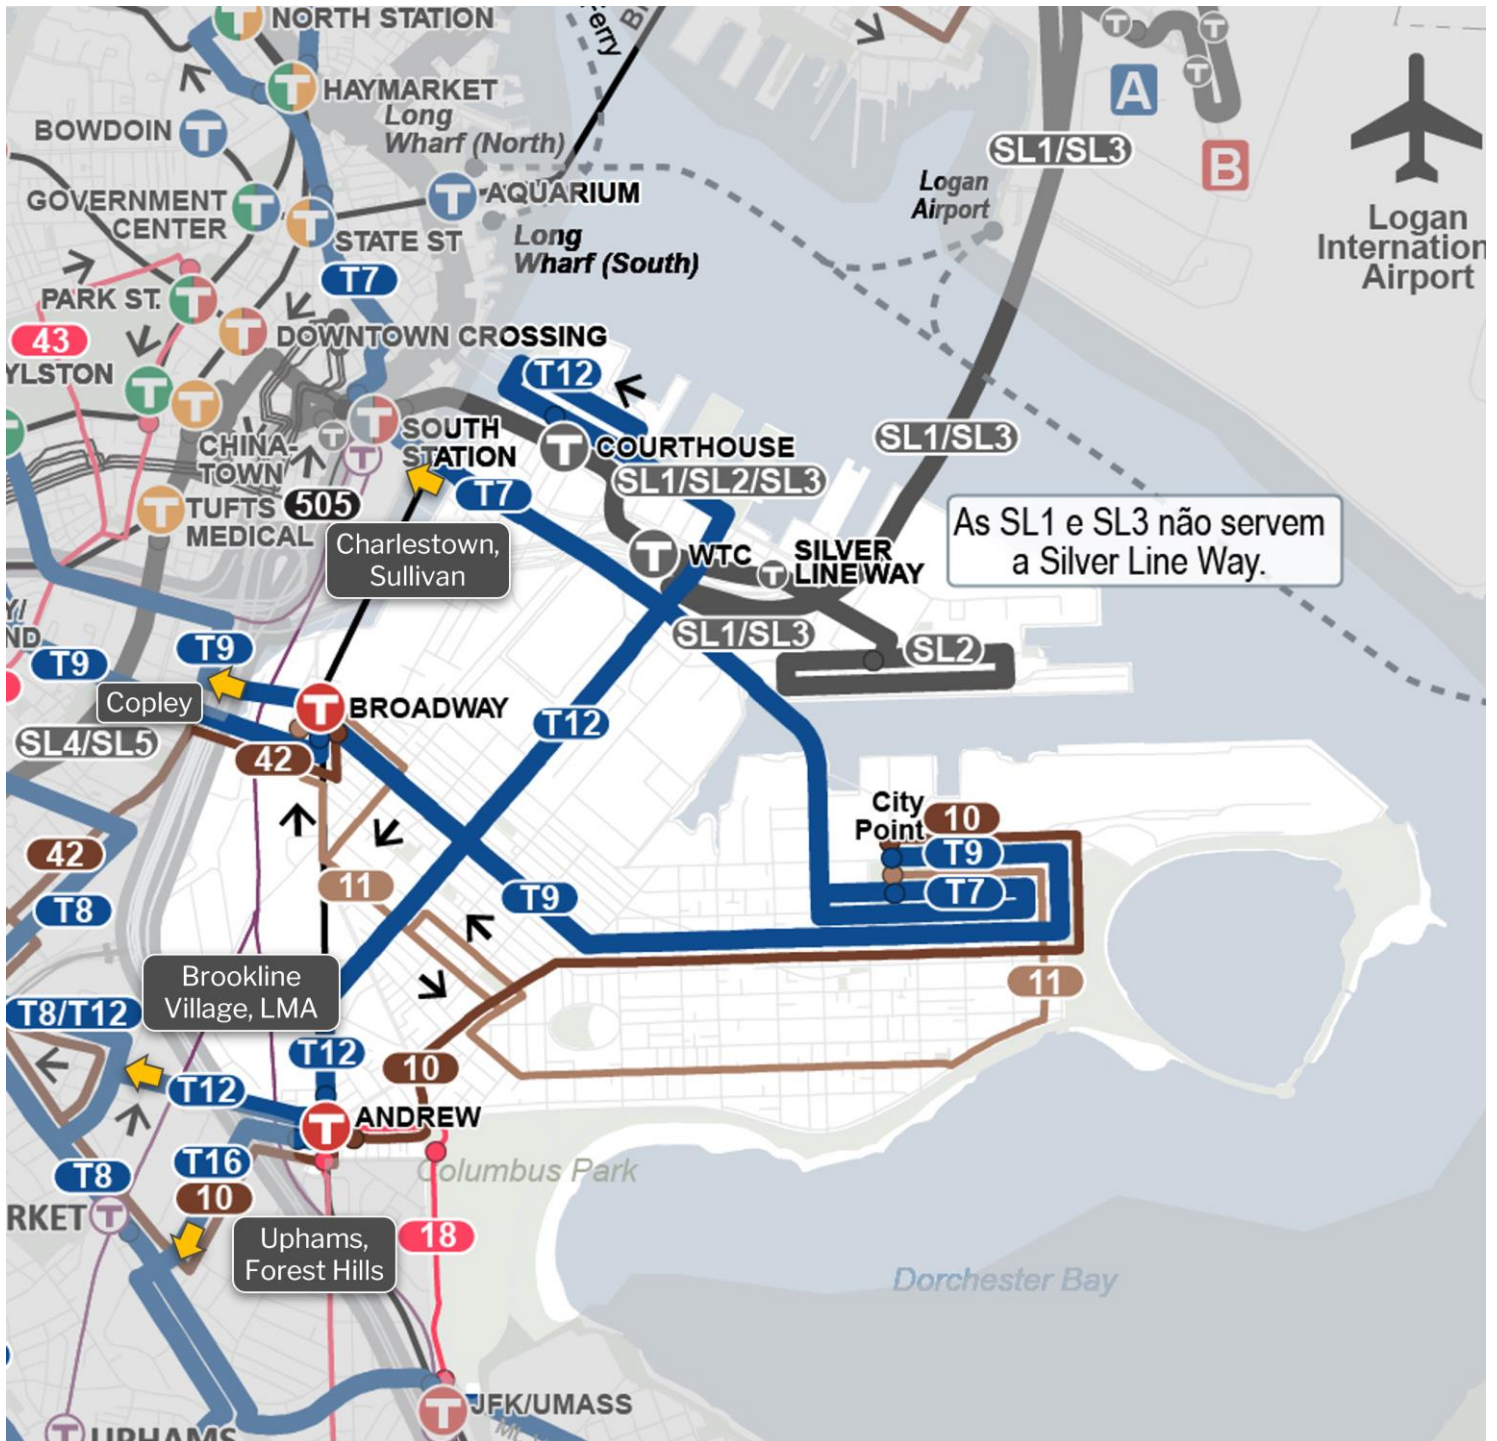 NORTH STATION
HAYMARKET
Ferry
Long
Wharf (North)
BOWDOIN
A
B
SL1/SL3
Logan
Airport
AQUARIUM
GOVERNMENT
CENTER
STATE ST
Long
Wharf (South)
Logan
Internation
Airport
T7
PARK ST.
43
DOWNTOWN CROSSING
YLSTON
T12
SOUTH
STATION
COURTHOUSE
SL1/SL3
CHINA-
TOWN
SL1/SL2/SL3
T7
TUFTS
MEDICAL
505
As SL1 e SL3 não servem
a Silver Line Way.
Charlestown,
Sullivan
WTC
SILVER
LINE WAY
SL1/SL3
SL2
T9
T9
ND
Copley
BROADWAY
T12
SL4/SL5
42
City
Point
10
T9
T7
42
11
T9
T8
Brookline
Village, LMA
11
T8/T12
T12
10
T12
ANDREW
T16
T8
10
Columbus Park
RKET
18
Uphams,
Forest Hills
Dorchester Bay
JFK/UMASS
UPHAMS